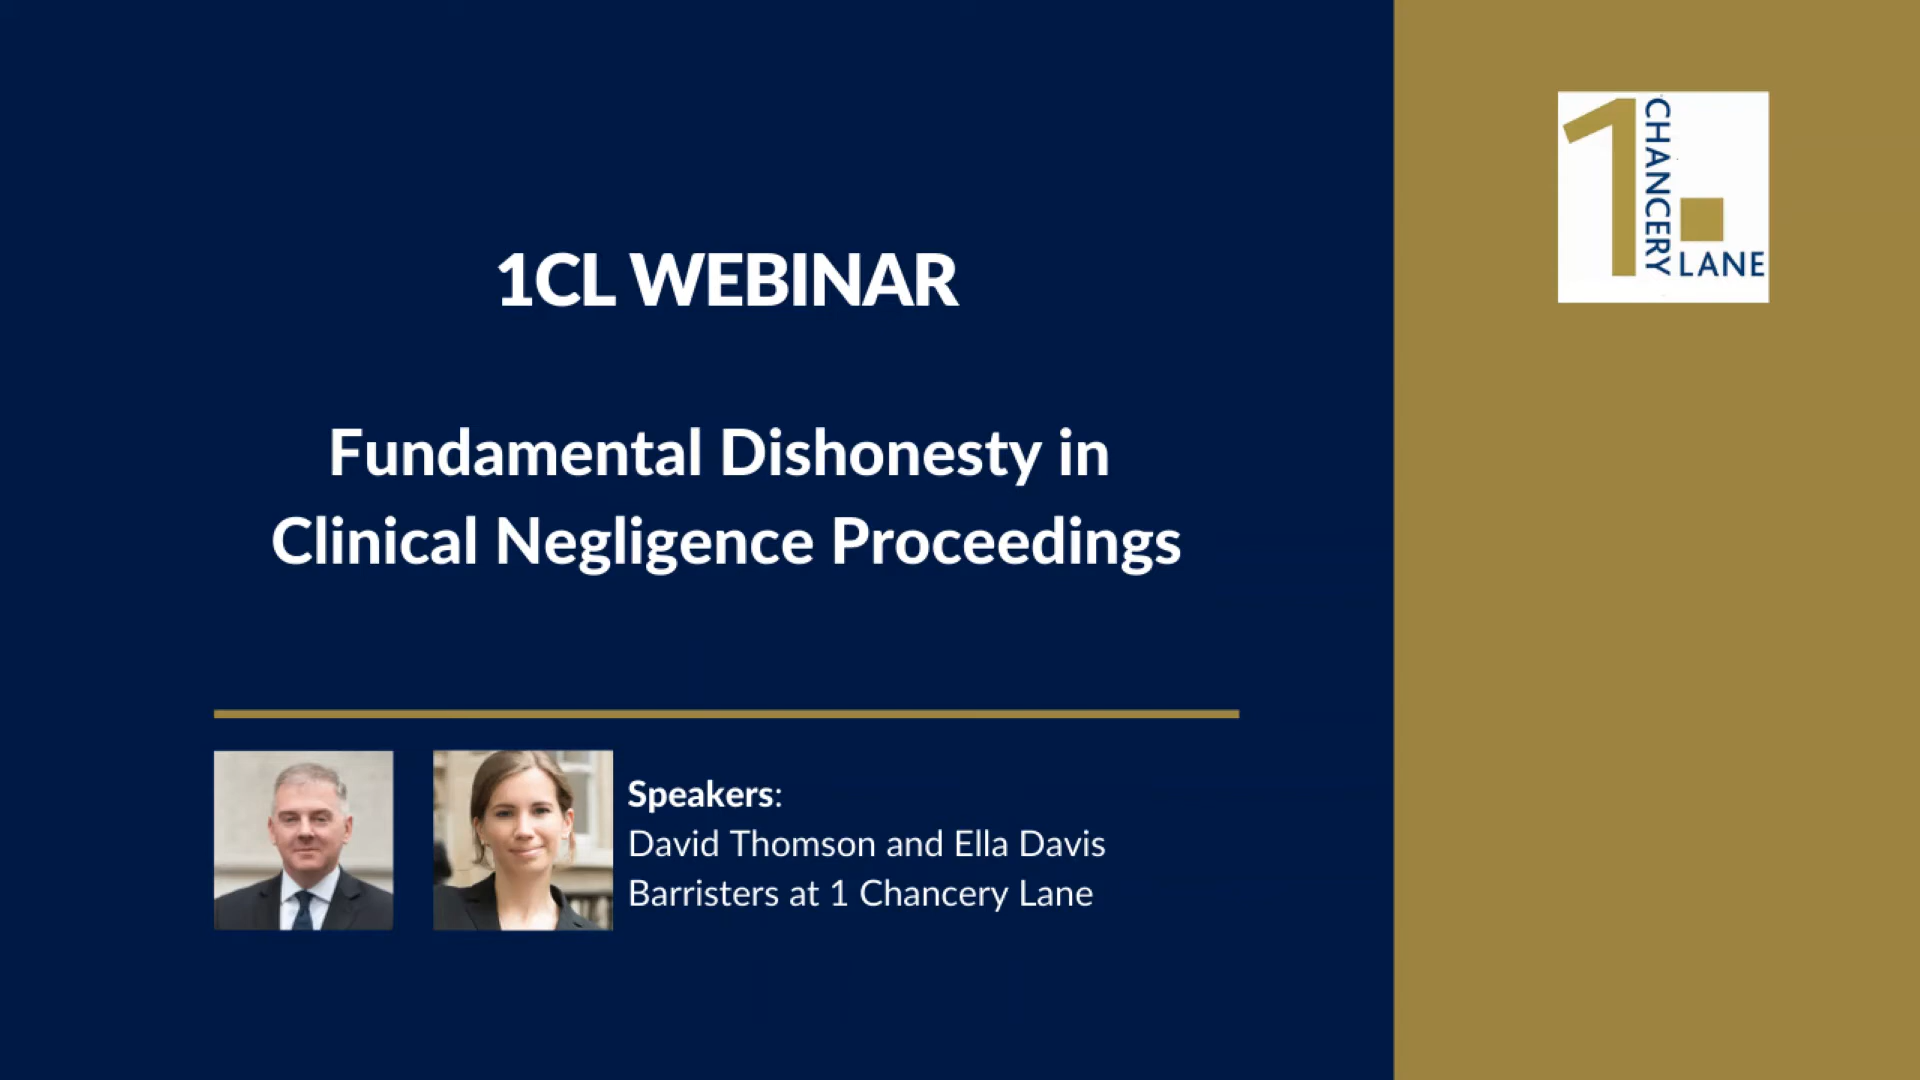 1CL WEBINAR
Fundamental Dishonesty in
Clinical Negligence Proceedings
Speakers:
David Thomson and Ella Davis
Barristers at 1 Chancery Lane
1
CHANCERY
LANE